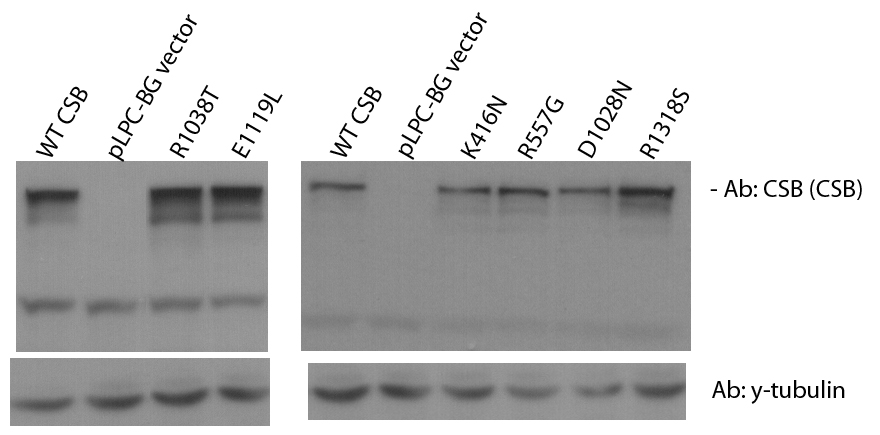 WT CSB
pLPC-BG vector
R1038T
E1119L
WT CSB
pLPC-BG vector
K416N
R557G
D1028N
R1318S
- Ab: CSB (CSB)
Ab: y-tubulin